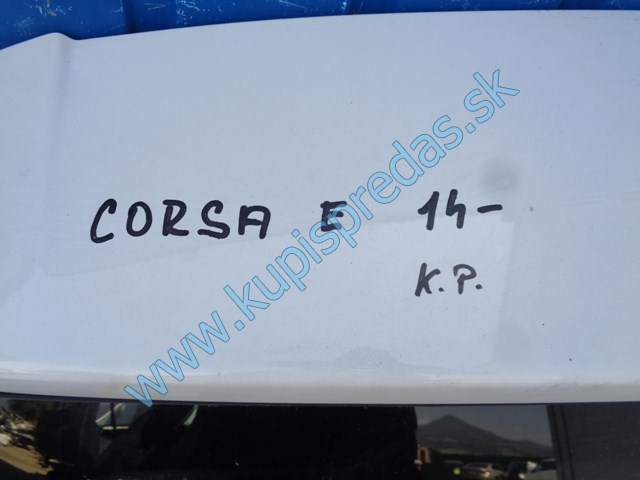 CORSA E 14-
K.P.
www.kupispredas.sk